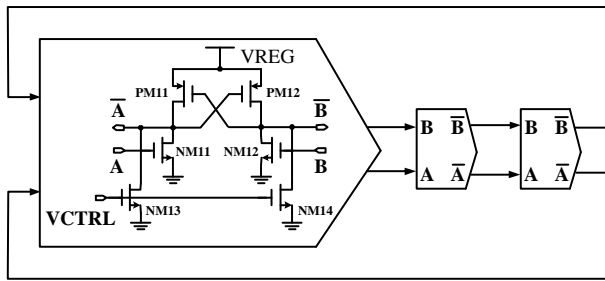 VREG
PM11 PM12
A̅ B̅
A NM11 NM12 B
NM13 NM14
VCTRL
B B̅ B B̅
A A̅ A A̅